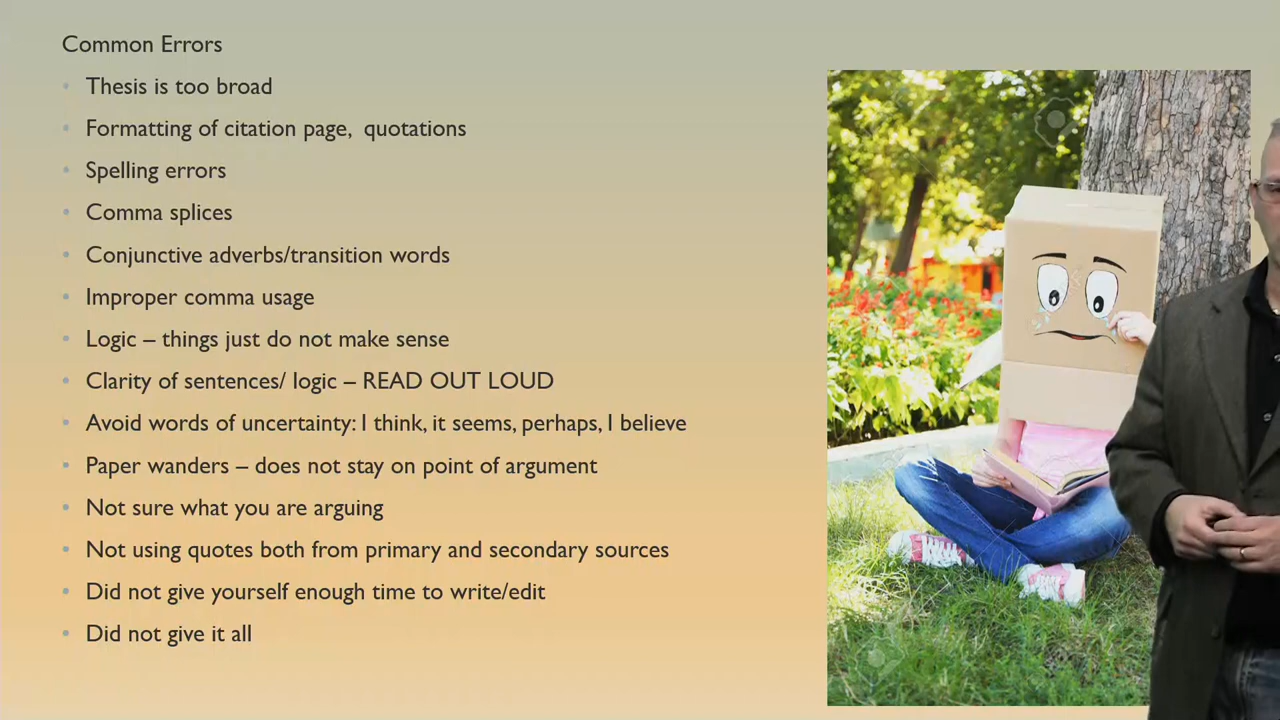 Common Errors
• Thesis is too broad
• Formatting of citation page,  quotations
• Spelling errors
• Comma splices
• Conjunctive adverbs/transition words
• Improper comma usage
• Logic – things just do not make sense
• Clarity of sentences/ logic – READ OUT LOUD
• Avoid words of uncertainty: I think, it seems, perhaps, I believe
• Paper wanders – does not stay on point of argument
• Not sure what you are arguing
• Not using quotes both from primary and secondary sources
• Did not give yourself enough time to write/edit
• Did not give it all